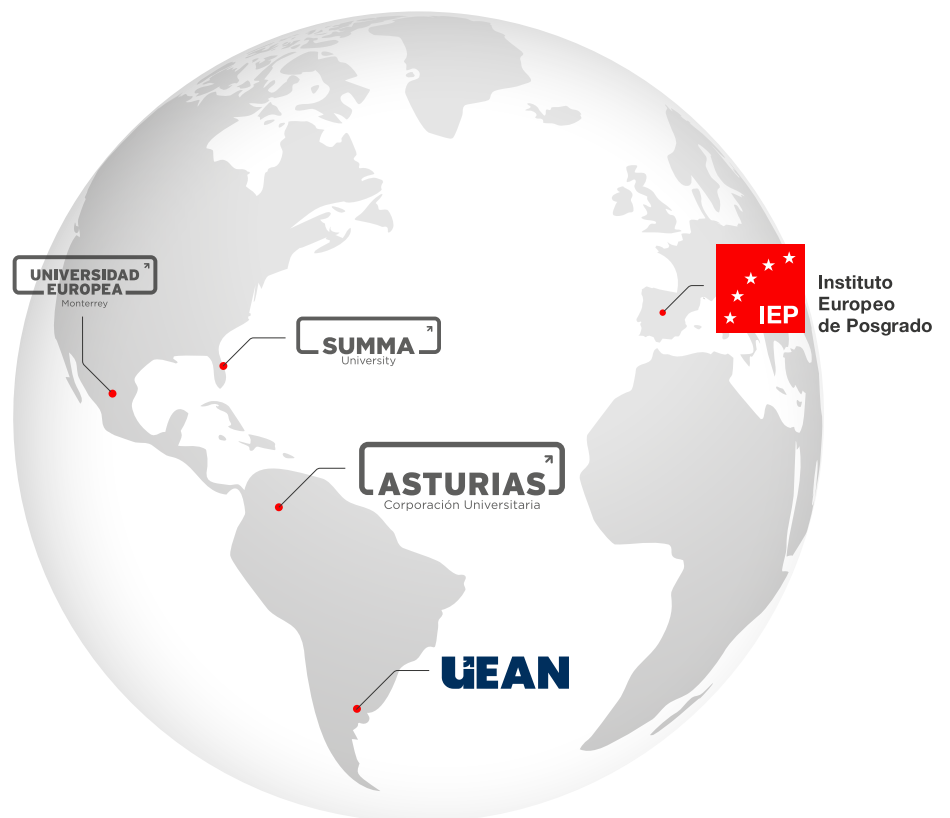 UNIVERSIDAD
EUROPEA
Monterrey
SUMMA
University
IEP
Instituto
Europeo
de Posgrado
ASTURIAS
Corporación Universitaria
UEAN